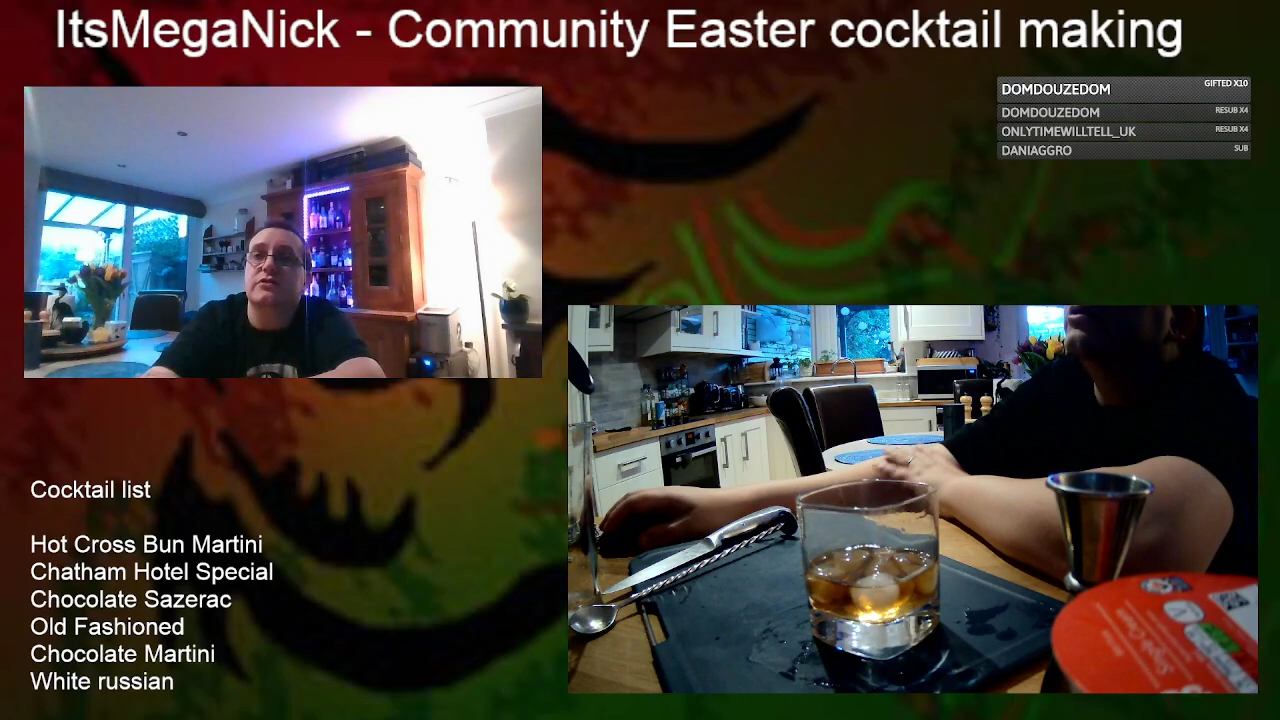 ItsMegaNick - Community Easter cocktail making
DOMDOUZEDOM GIFTED X10
DOMDOUZEDOM RESUB X4
ONLYTIMEWILLTELL_UK RESUB X4
DANIAGGRO SUB
Cocktail list
Hot Cross Bun Martini
Chatham Hotel Special
Chocolate Sazerac
Old Fashioned
Chocolate Martini
White russian